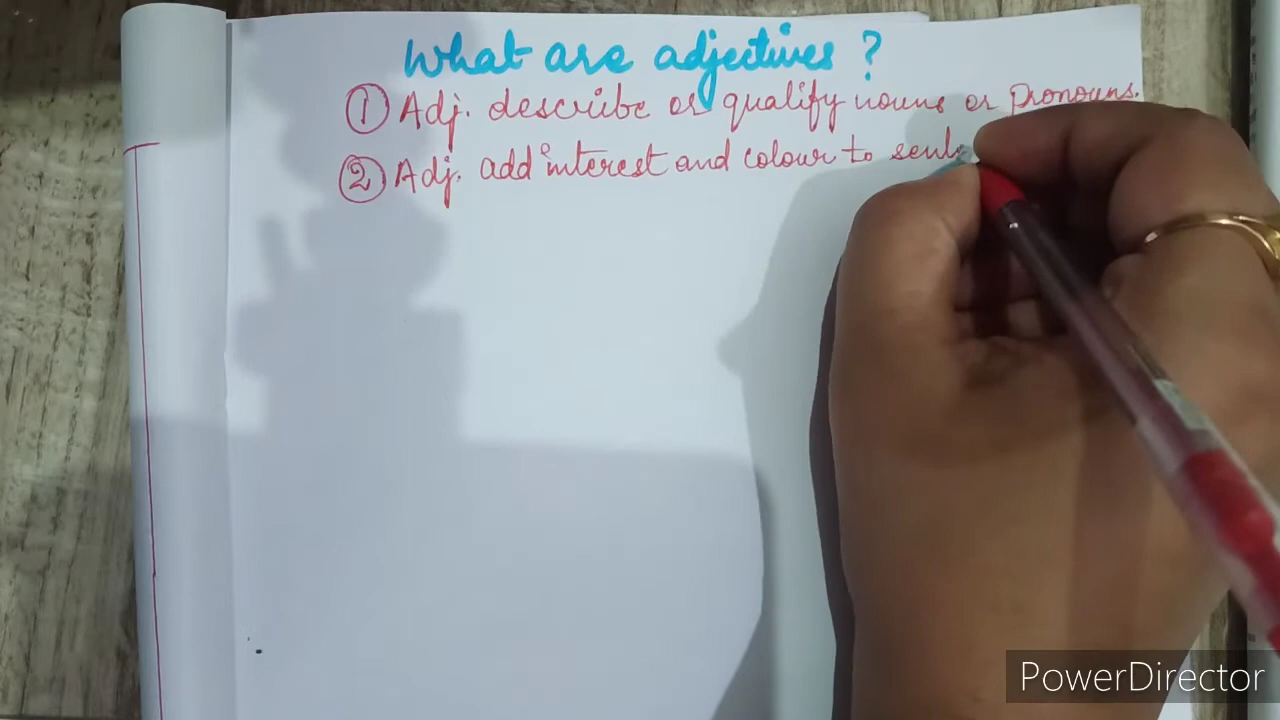 What are adjectives ?
① Adj. describe or qualify nouns or Pronouns.
② Adj. add interest and colour to sent
PowerDirector